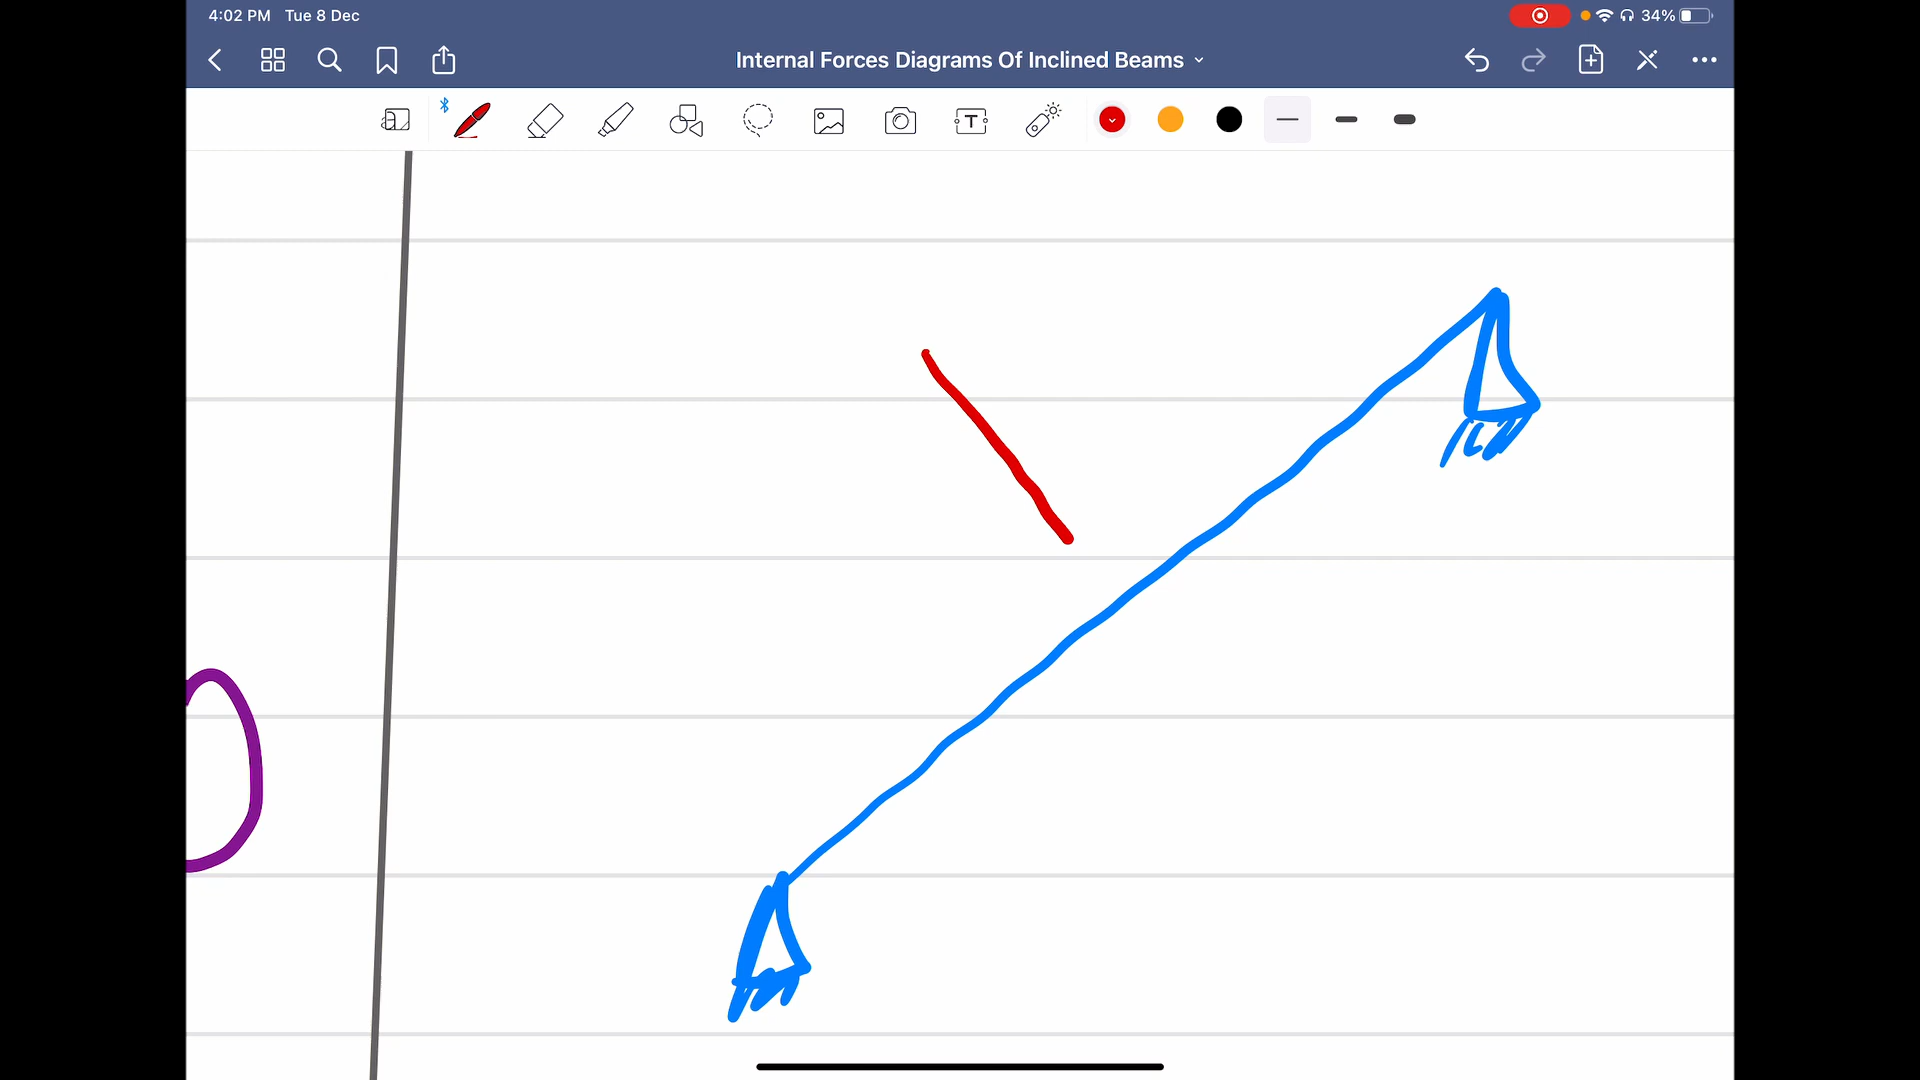 4:02 PM Tue 8 Dec
34%
Internal Forces Diagrams Of Inclined Beams
a
T